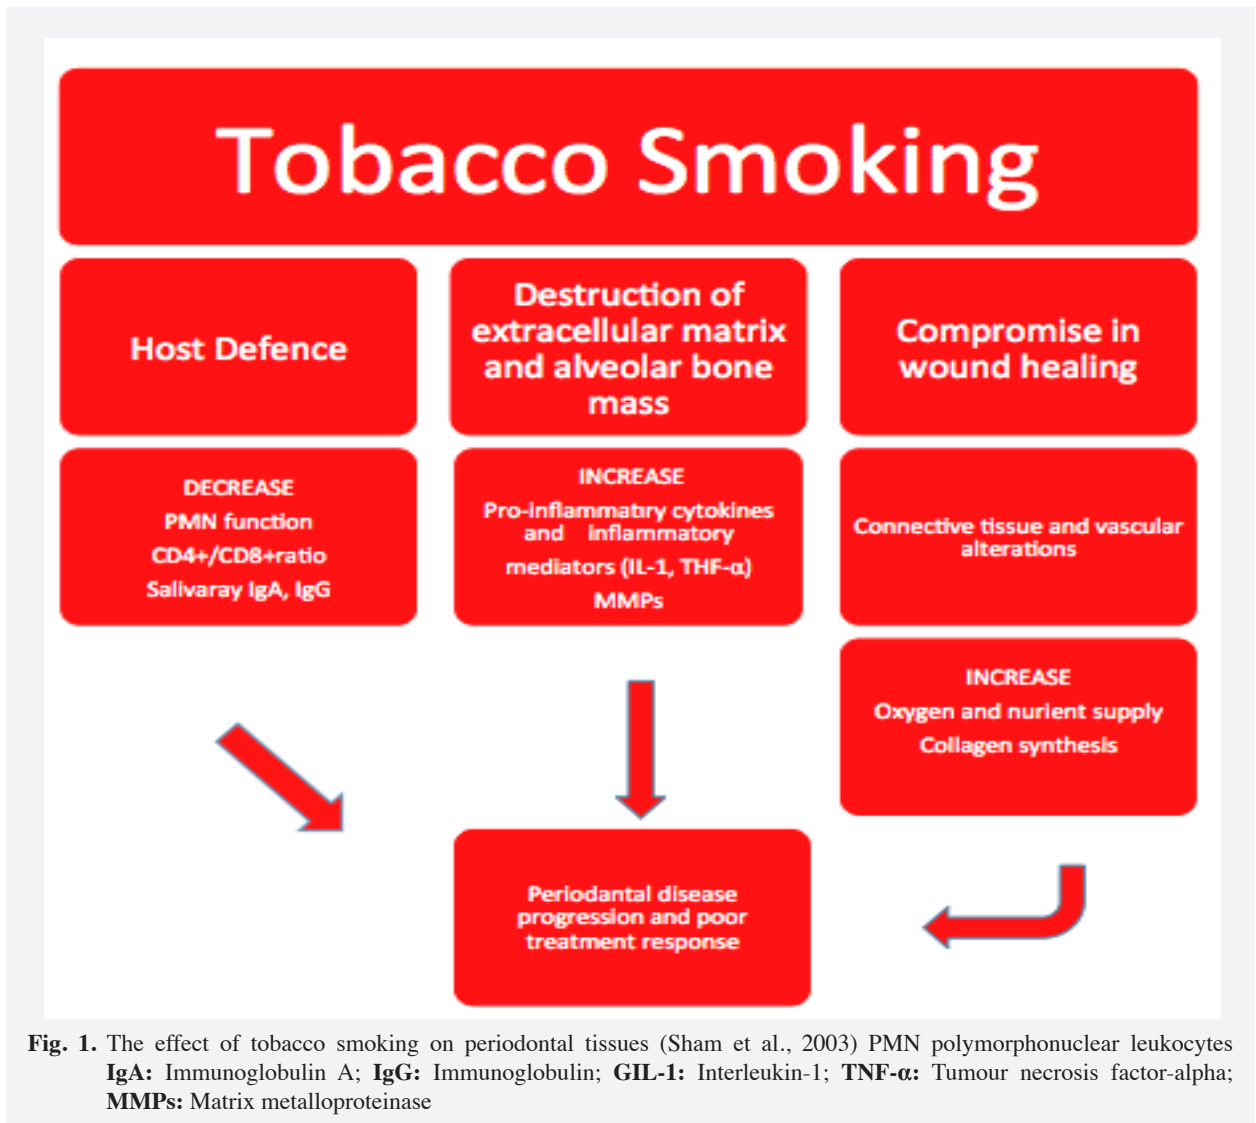 Tobacco Smoking
Host Defence
Destruction of
extracellular matrix
and alveolar bone
mass
Compromise in
wound healing
DECREASE
PMN function
CD4+/CD8+ratio
Salivaray IgA, IgG
INCREASE
Pro-inflammatıry cytokines
and inflammatory
mediators (IL-1, THF-α)
MMPs
Connective tissue and vascular
alterations
INCREASE
Oxygen and nurient supply
Collagen synthesis
Periodantal disease
progression and poor
treatment response
Fig. 1. The effect of tobacco smoking on periodontal tissues (Sham et al., 2003) PMN polymorphonuclear leukocytes
IgA: Immunoglobulin A; IgG: Immunoglobulin; GIL-1: Interleukin-1; TNF-α: Tumour necrosis factor-alpha;
MMPs: Matrix metalloproteinase